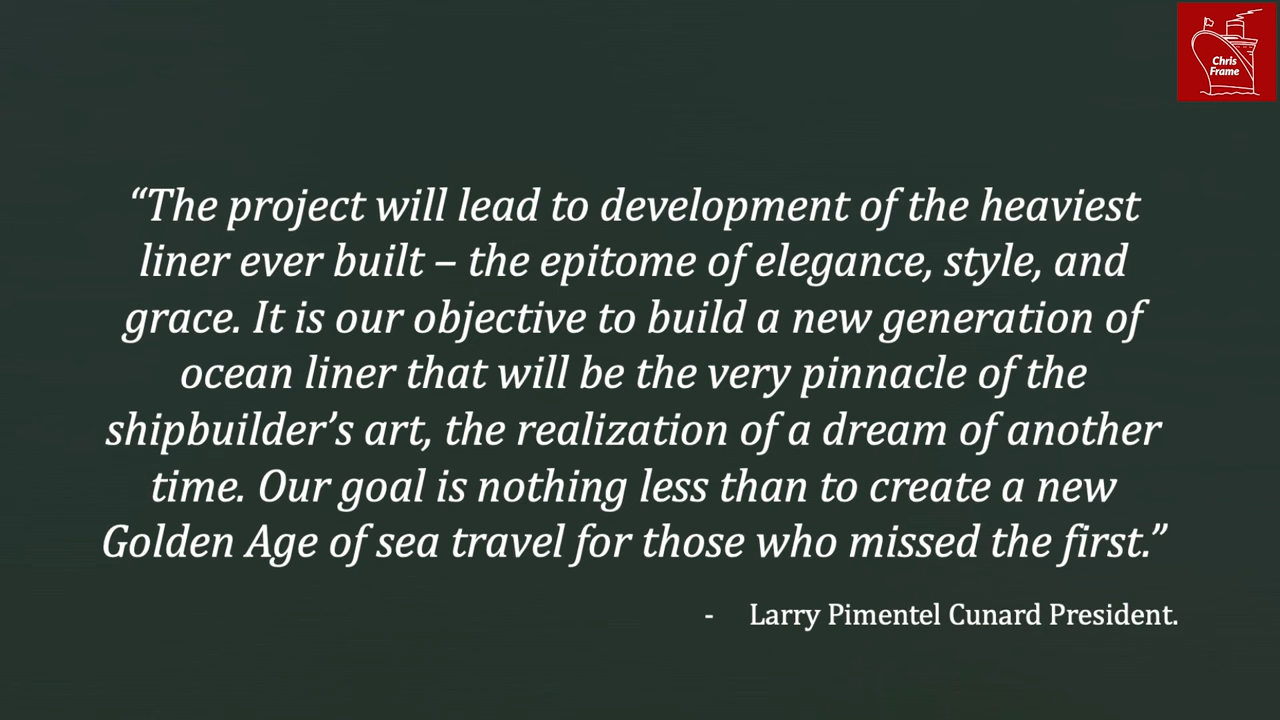 Chris
Frame
“The project will lead to development of the heaviest
liner ever built – the epitome of elegance, style, and
grace. It is our objective to build a new generation of
ocean liner that will be the very pinnacle of the
shipbuilder’s art, the realization of a dream of another
time. Our goal is nothing less than to create a new
Golden Age of sea travel for those who missed the first.”
- Larry Pimentel Cunard President.